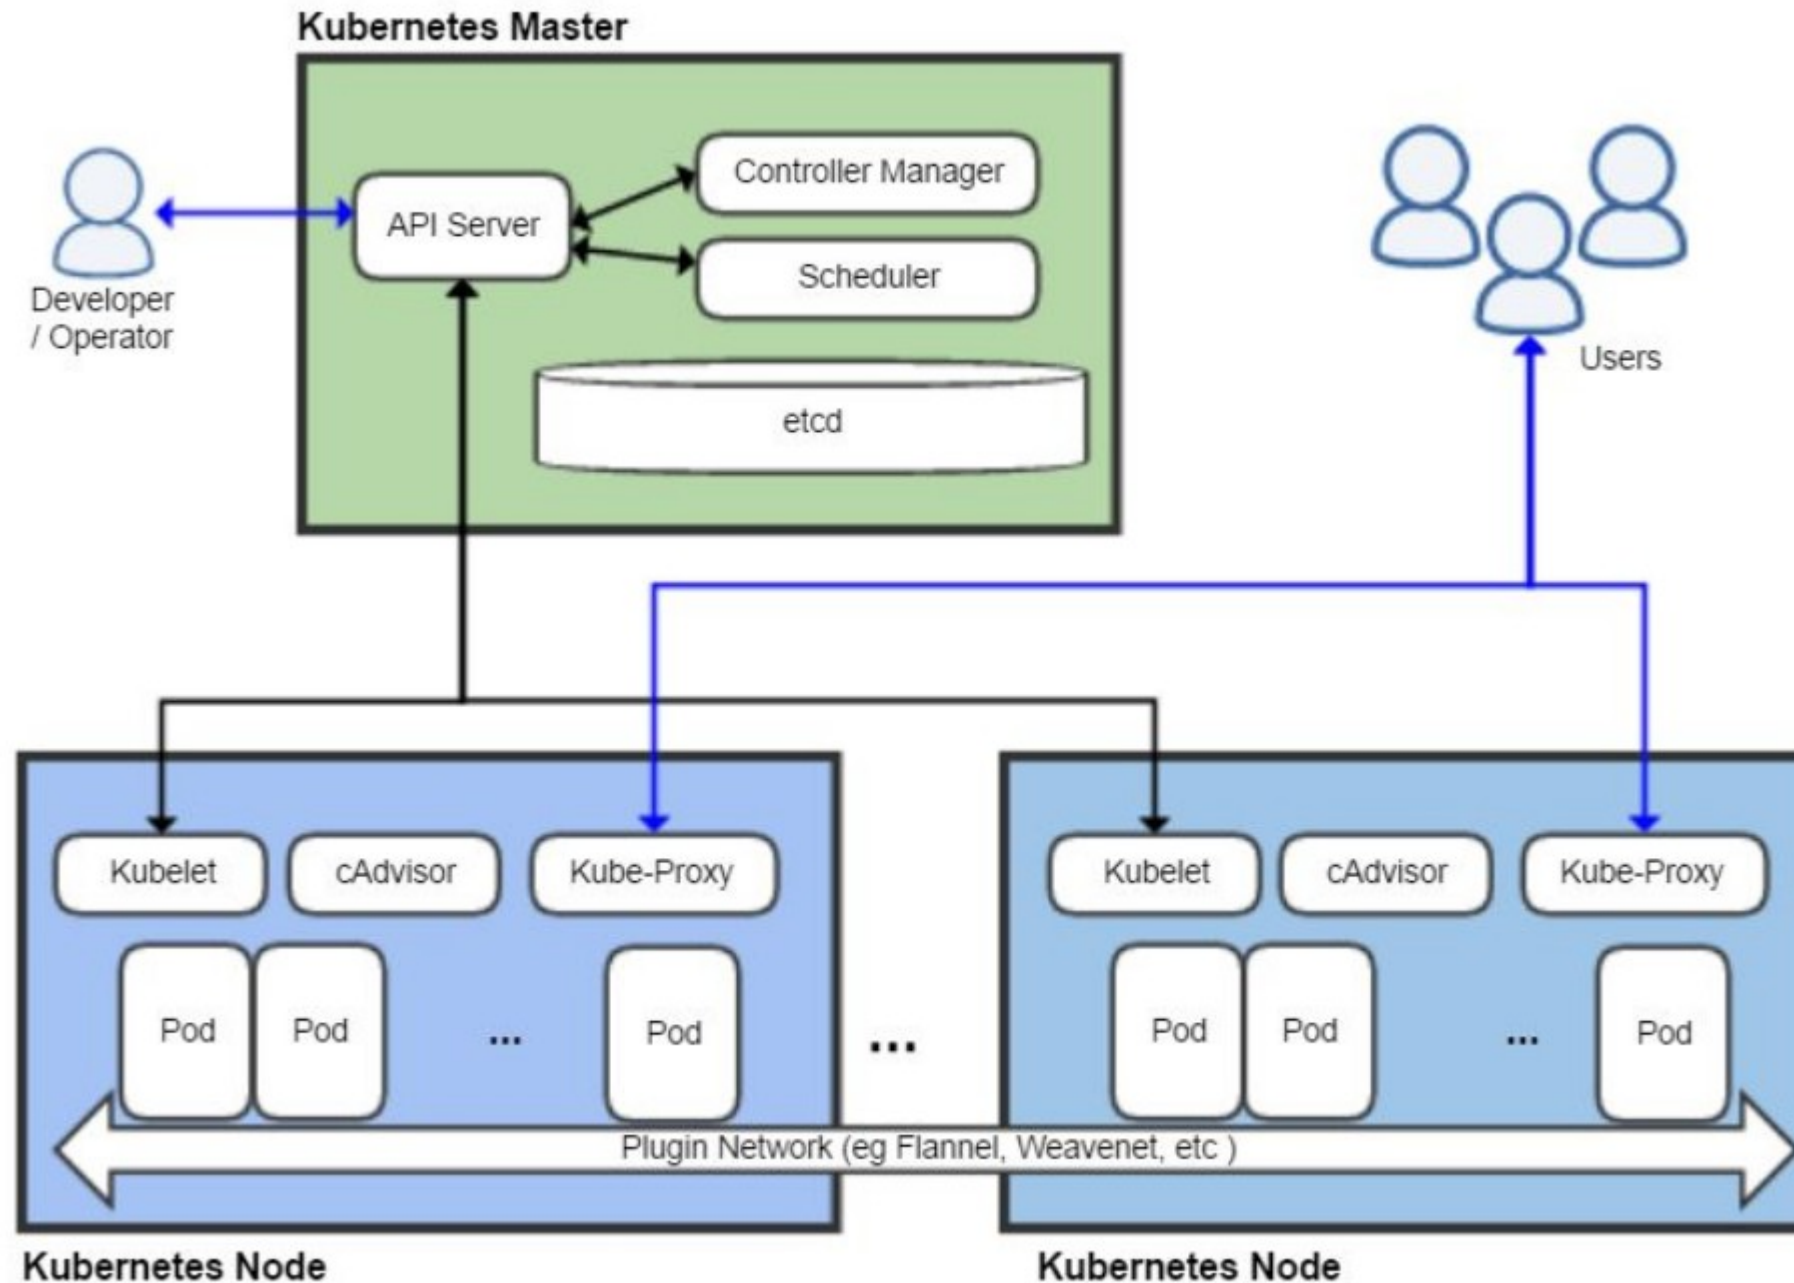 Kubernetes Master
Controller Manager
API Server
Scheduler
Developer
/ Operator
Users
etcd
Kubelet
cAdvisor
Kube-Proxy
Kubelet
cAdvisor
Kube-Proxy
Pod
Pod
...
Pod
...
Pod
Pod
...
Pod
Plugin Network (eg Flannel, Weavenet, etc )
Kubernetes Node
Kubernetes Node